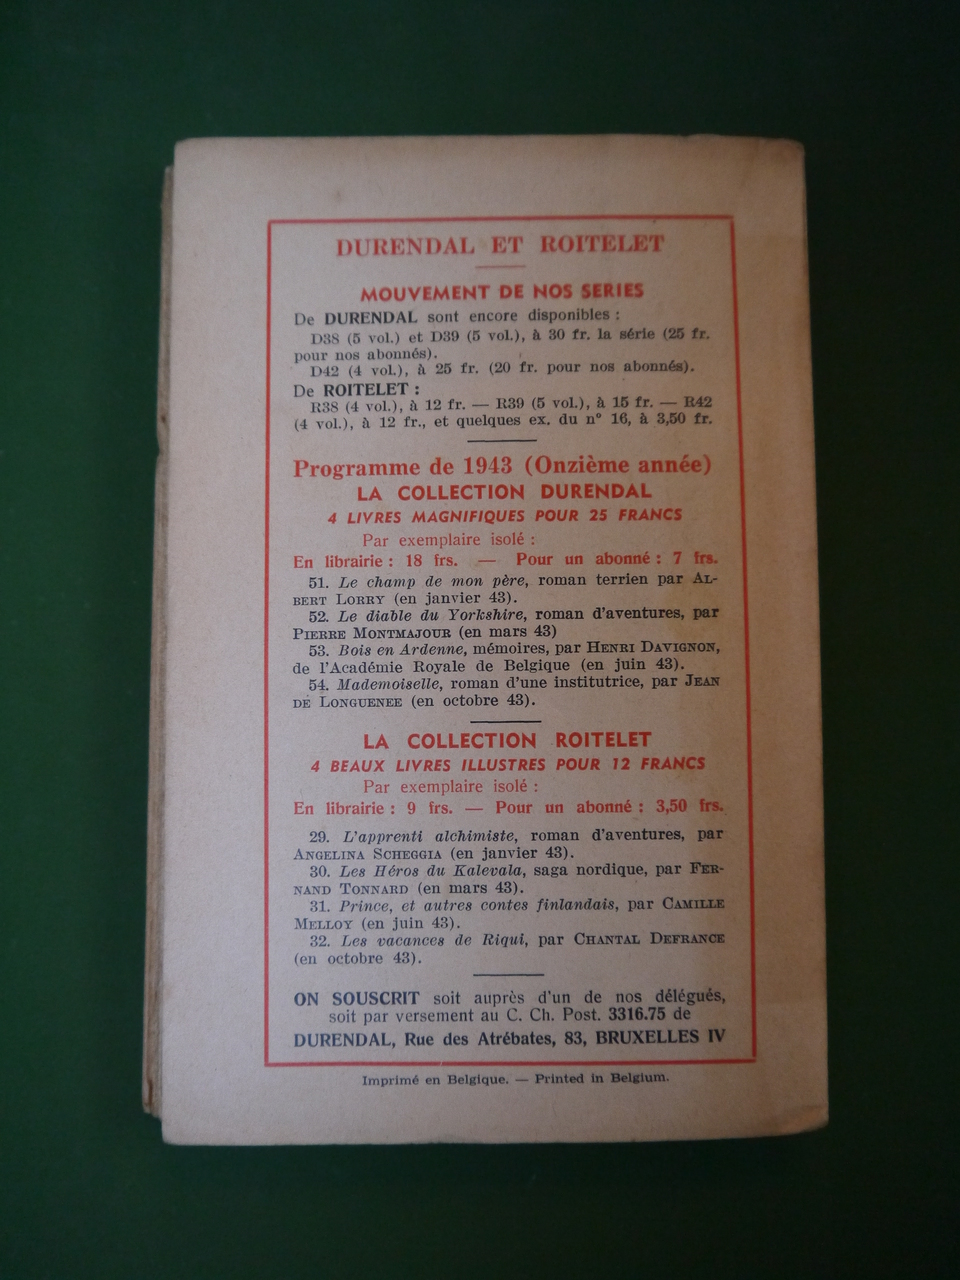 DURENDAL ET ROITELET
MOUVEMENT DE NOS SERIES
De DURENDAL sont encore disponibles :
D38 (5 vol.) et D39 (5 vol.), à 30 fr. la série (25 fr.
pour nos abonnés).
D42 (4 vol.), à 25 fr. (20 fr. pour nos abonnés).
De ROITELET :
R38 (4 vol.), à 12 fr. — R39 (5 vol.), à 15 fr. — R42
(4 vol.), à 12 fr., et quelques ex. du n° 16, à 3,50 fr.
Programme de 1943 (Onzième année)
LA COLLECTION DURENDAL
4 LIVRES MAGNIFIQUES POUR 25 FRANCS
Par exemplaire isolé :
En librairie : 18 frs. — Pour un abonné : 7 frs.
51. Le champ de mon père, roman terrien par AL-
BERT LORRY (en janvier 43).
52. Le diable du Yorkshire, roman d'aventures, par
PIERRE MONTMAJOUR (en mars 43)
53. Bois en Ardenne, mémoires, par HENRI DAVIGNON,
de l'Académie Royale de Belgique (en juin 43).
54. Mademoiselle, roman d'une institutrice, par JEAN
DE LONGUENEE (en octobre 43).
LA COLLECTION ROITELET
4 BEAUX LIVRES ILLUSTRES POUR 12 FRANCS
Par exemplaire isolé :
En librairie : 9 frs. — Pour un abonné : 3,50 frs.
29. L'apprenti alchimiste, roman d'aventures, par
ANGELINA SCHEGGIA (en janvier 43).
30. Les Héros du Kalevala, saga nordique, par FER-
NAND TONNARD (en mars 43).
31. Prince, et autres contes finlandais, par CAMILLE
MELLOY (en juin 43).
32. Les vacances de Riqui, par CHANTAL DEFRANCE
(en octobre 43).
ON SOUSCRIT soit auprès d'un de nos délégués,
soit par versement au C. Ch. Post. 3316.75 de
DURENDAL, Rue des Atrébates, 83, BRUXELLES IV
Imprimé en Belgique. — Printed in Belgium.